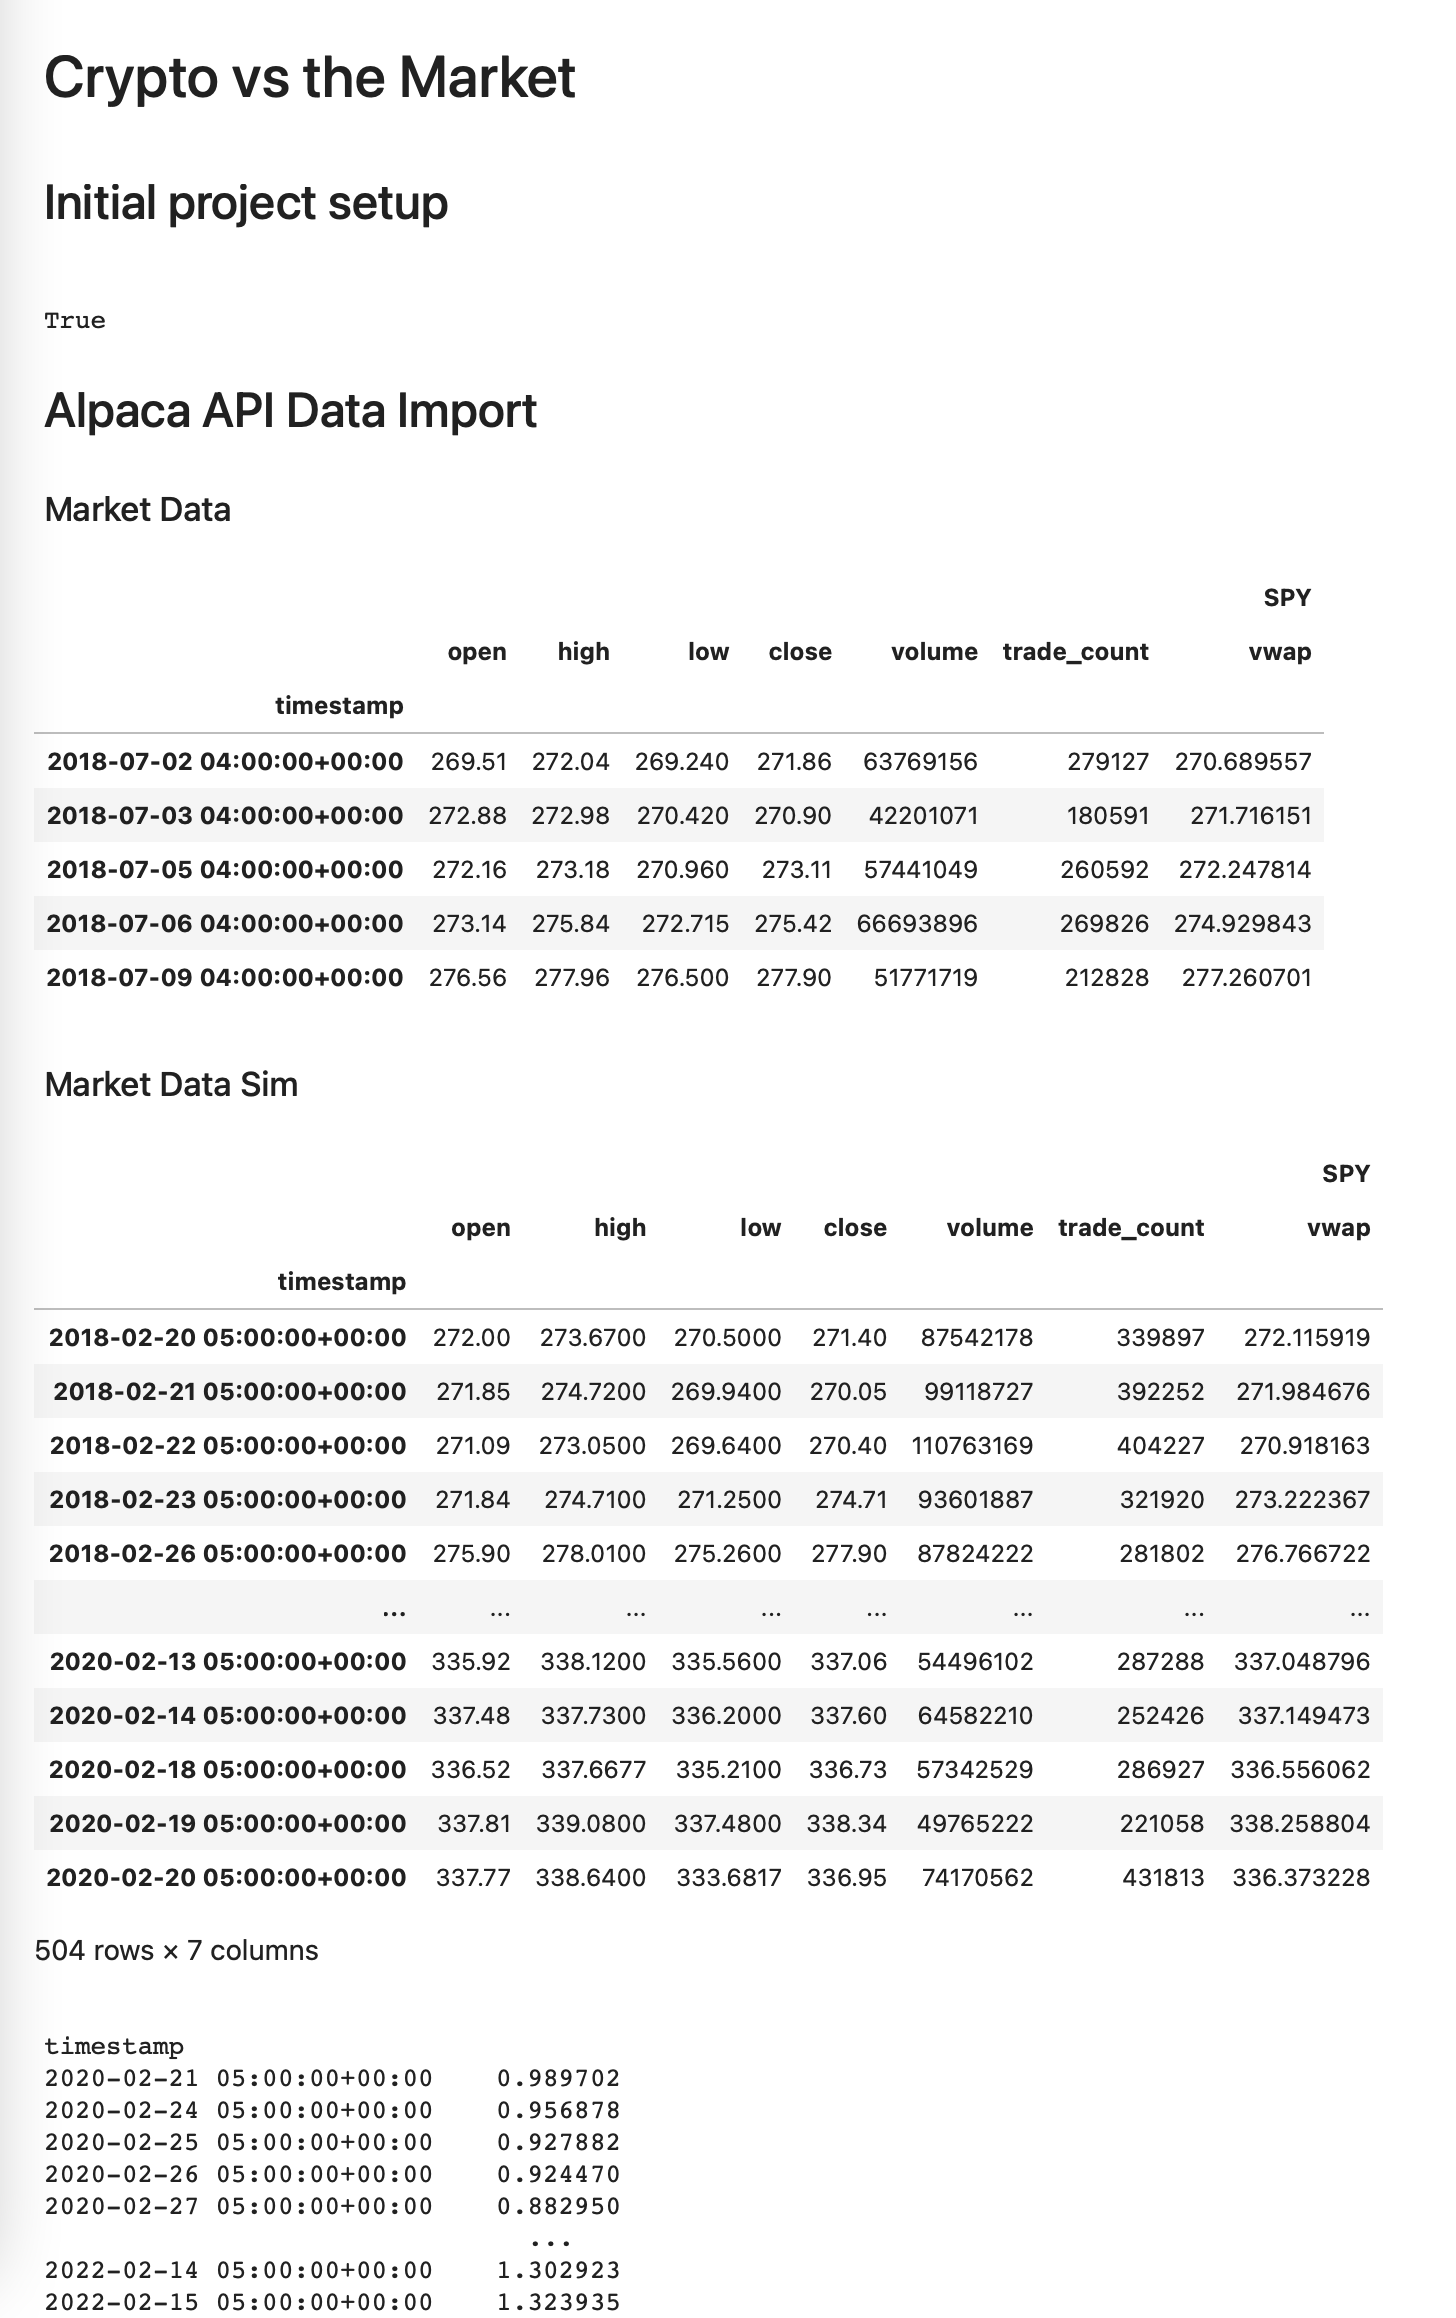 Crypto vs the Market
Initial project setup
True
Alpaca API Data Import
Market Data
SPY
open high low close volume trade_count vwap
timestamp
2018-07-02 04:00:00+00:00 269.51 272.04 269.240 271.86 63769156 279127 270.689557
2018-07-03 04:00:00+00:00 272.88 272.98 270.420 270.90 42201071 180591 271.716151
2018-07-05 04:00:00+00:00 272.16 273.18 270.960 273.11 57441049 260592 272.247814
2018-07-06 04:00:00+00:00 273.14 275.84 272.715 275.42 66693896 269826 274.929843
2018-07-09 04:00:00+00:00 276.56 277.96 276.500 277.90 51771719 212828 277.260701
Market Data Sim
SPY
open high low close volume trade_count vwap
timestamp
2018-02-20 05:00:00+00:00 272.00 273.6700 270.5000 271.40 87542178 339897 272.115919
2018-02-21 05:00:00+00:00 271.85 274.7200 269.9400 270.05 99118727 392252 271.984676
2018-02-22 05:00:00+00:00 271.09 273.0500 269.6400 270.40 110763169 404227 270.918163
2018-02-23 05:00:00+00:00 271.84 274.7100 271.2500 274.71 93601887 321920 273.222367
2018-02-26 05:00:00+00:00 275.90 278.0100 275.2600 277.90 87824222 281802 276.766722
... ... ... ... ... ... ... ...
2020-02-13 05:00:00+00:00 335.92 338.1200 335.5600 337.06 54496102 287288 337.048796
2020-02-14 05:00:00+00:00 337.48 337.7300 336.2000 337.60 64582210 252426 337.149473
2020-02-18 05:00:00+00:00 336.52 337.6677 335.2100 336.73 57342529 286927 336.556062
2020-02-19 05:00:00+00:00 337.81 339.0800 337.4800 338.34 49765222 221058 338.258804
2020-02-20 05:00:00+00:00 337.77 338.6400 333.6817 336.95 74170562 431813 336.373228
504 rows × 7 columns
timestamp
2020-02-21 05:00:00+00:00 0.989702
2020-02-24 05:00:00+00:00 0.956878
2020-02-25 05:00:00+00:00 0.927882
2020-02-26 05:00:00+00:00 0.924470
2020-02-27 05:00:00+00:00 0.882950
...
2022-02-14 05:00:00+00:00 1.302923
2022-02-15 05:00:00+00:00 1.323935